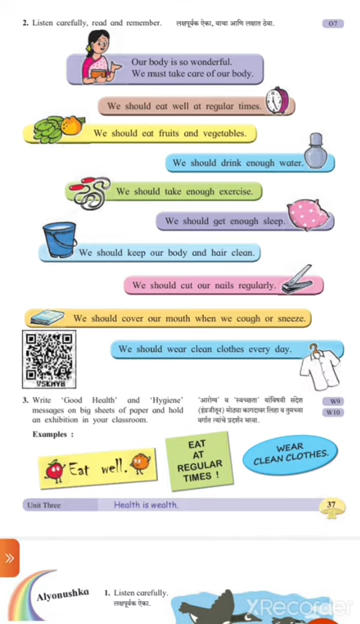 2. Listen carefully, read and remember. लक्षपूर्वक ऐका, वाचा आणि लक्षात ठेवा. O7
Our body is so wonderful.
We must take care of our body.
We should eat well at regular times.
We should eat fruits and vegetables.
We should drink enough water.
We should take enough exercise.
We should get enough sleep.
We should keep our body and hair clean.
We should cut our nails regularly.
We should cover our mouth when we cough or sneeze.
We should wear clean clothes every day.
V5KHYB
3. Write 'Good Health' and 'Hygiene'
messages on big sheets of paper and hold
an exhibition in your classroom.
'आरोग्य' व 'स्वच्छता' यांविषयी संदेश
(इंग्रजीतून) मोठ्या कागदावर लिहा व तुमच्या
वर्गात त्यांचे प्रदर्शन भरवा.
W9
W10
Examples :
Eat well.
EAT
AT
REGULAR
TIMES !
WEAR
CLEAN CLOTHES.
Unit Three Health is wealth. 37
Alyonushka
1. Listen carefully.
लक्षपूर्वक ऐका.
XRecorder